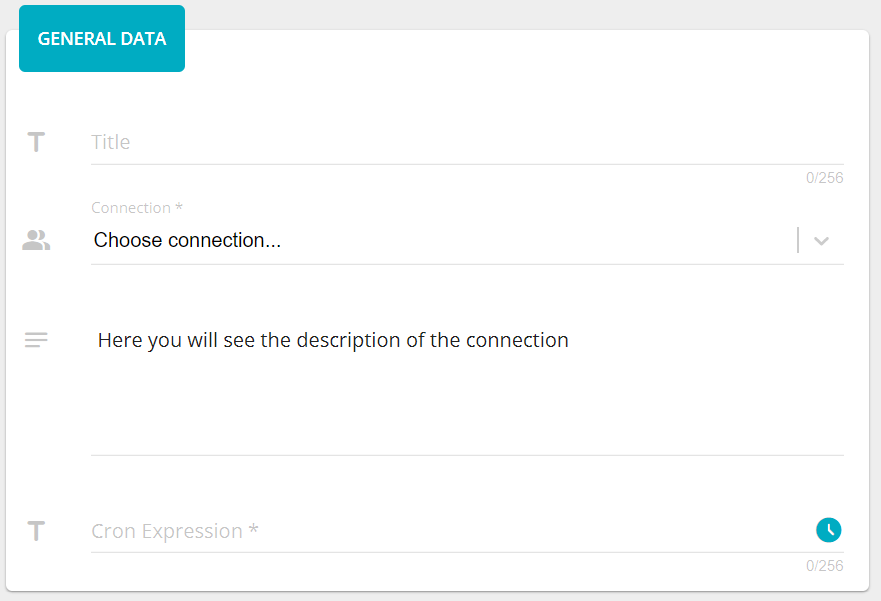 GENERAL DATA
Title
0/256
Connection *
Choose connection...
Here you will see the description of the connection
Cron Expression *
0/256